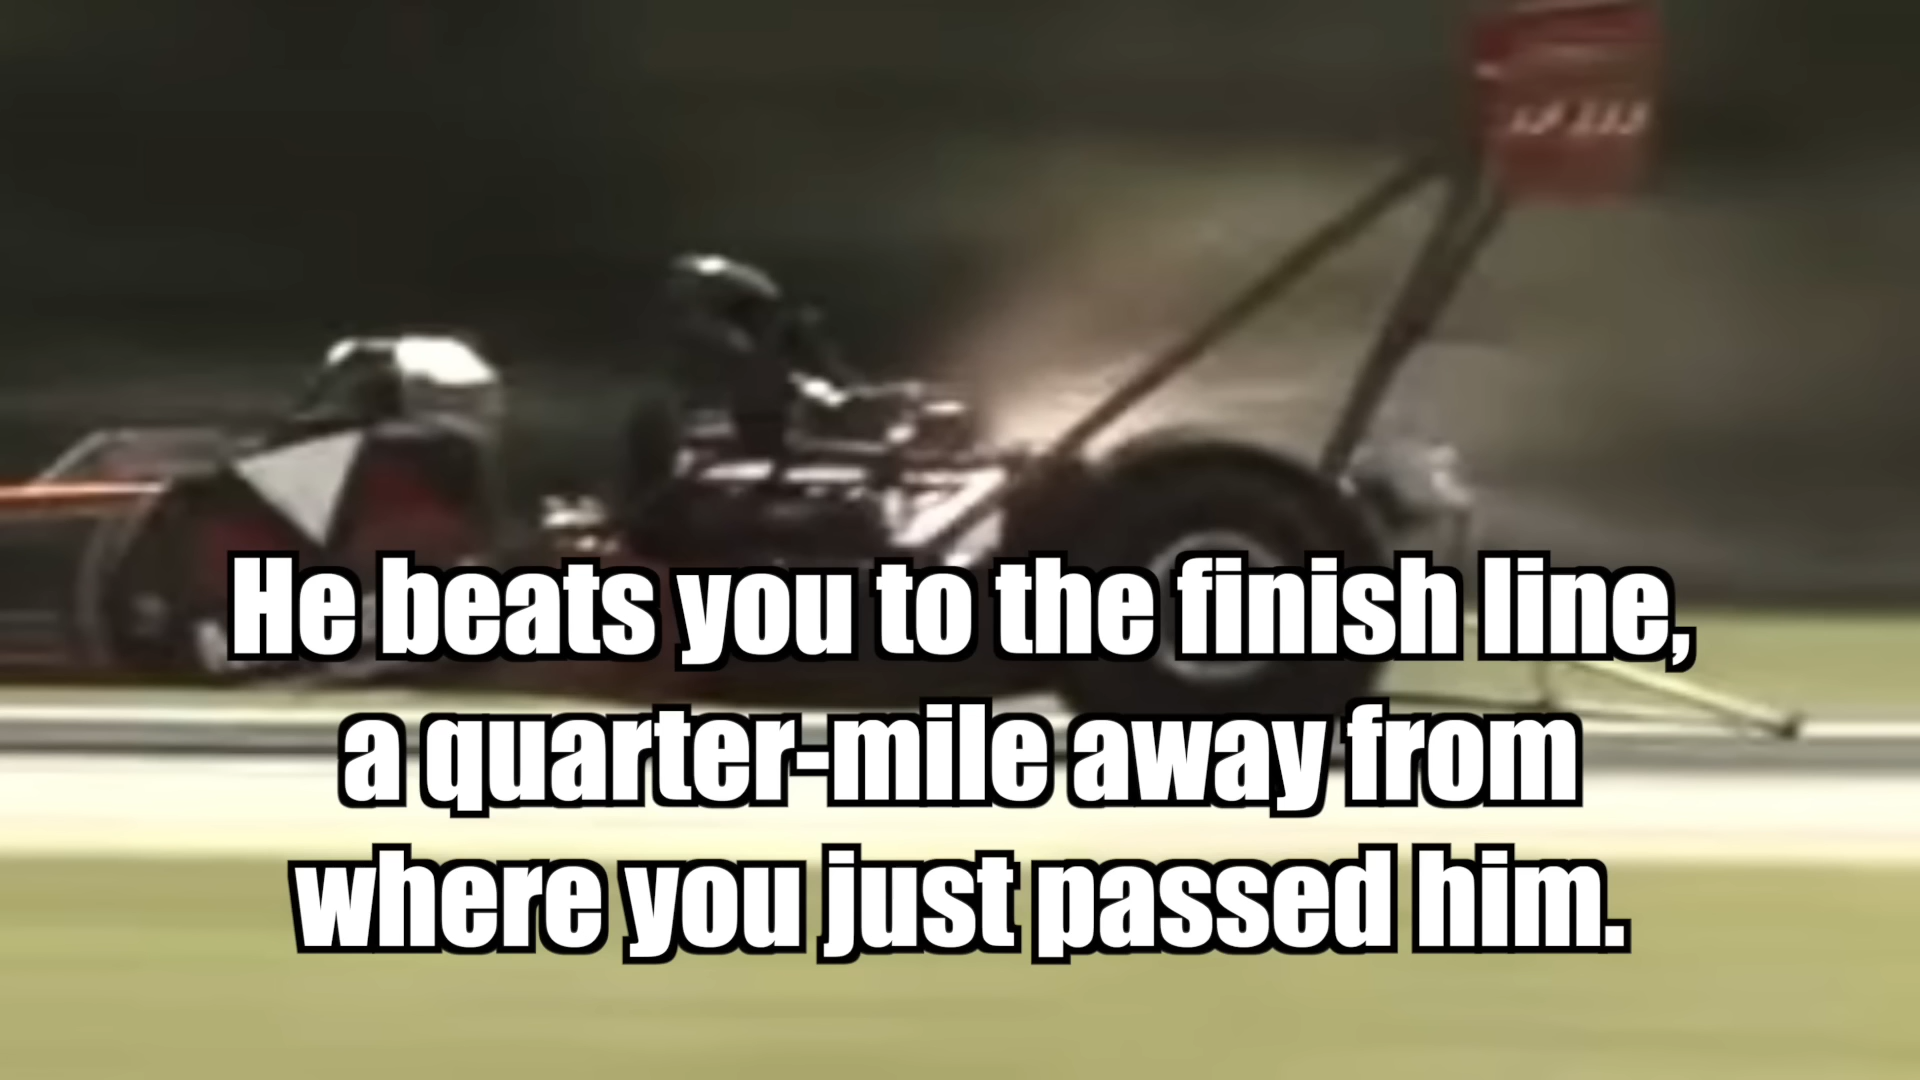 He beats you to the finish line,
a quarter-mile away from
where you just passed him.